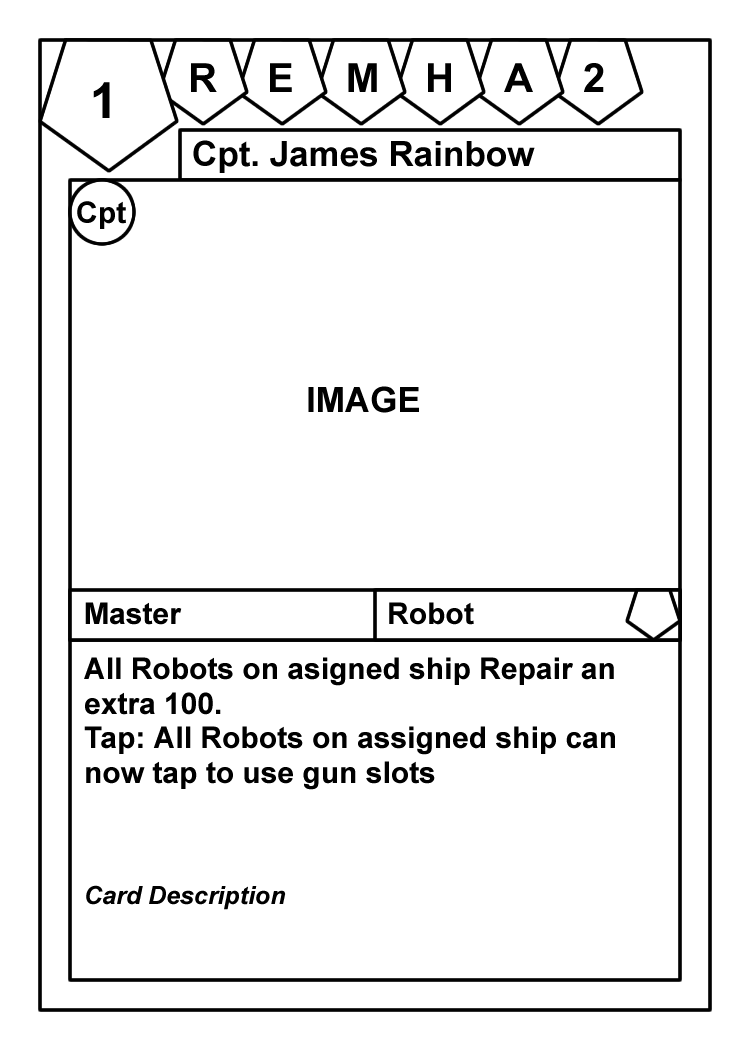 1 R E M H A 2
Cpt. James Rainbow
Cpt
IMAGE
Master Robot
All Robots on asigned ship Repair an
extra 100.
Tap: All Robots on assigned ship can
now tap to use gun slots
Card Description